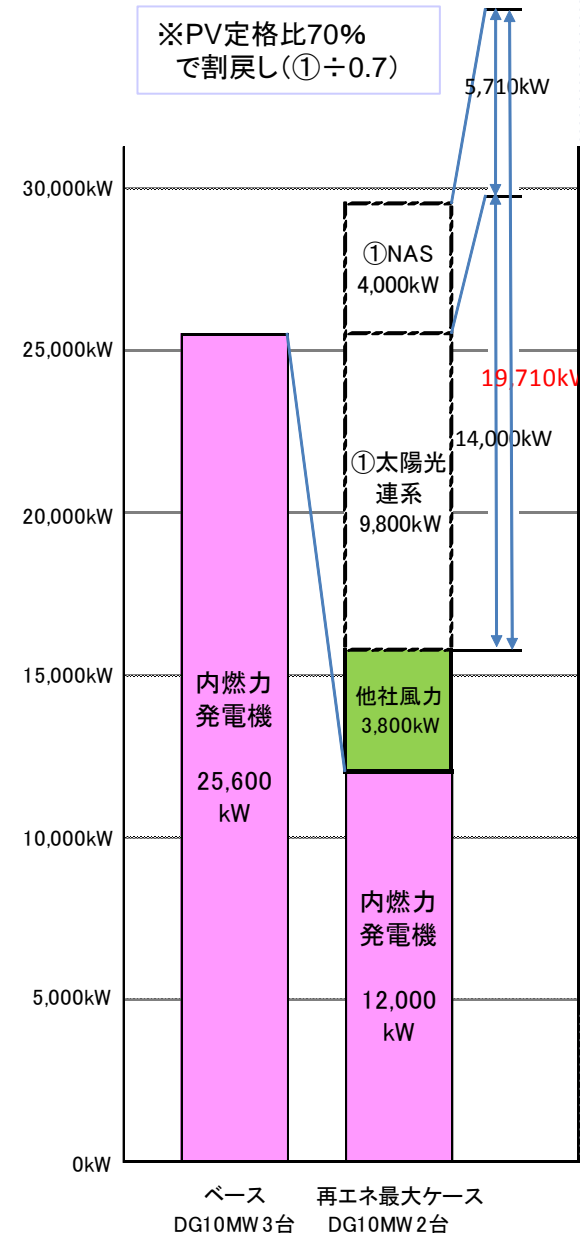 ※PV定格比70%
で割戻し(①÷0.7)
5,710kW
30,000kW
①NAS
4,000kW
25,000kW
19,710kW
14,000kW
①太陽光
連系
9,800kW
20,000kW
15,000kW
内燃力
発電機
25,600
kW
他社風力
3,800kW
10,000kW
内燃力
発電機
12,000
kW
5,000kW
0kW
ベース
DG10MW3台
再エネ最大ケース
DG10MW2台